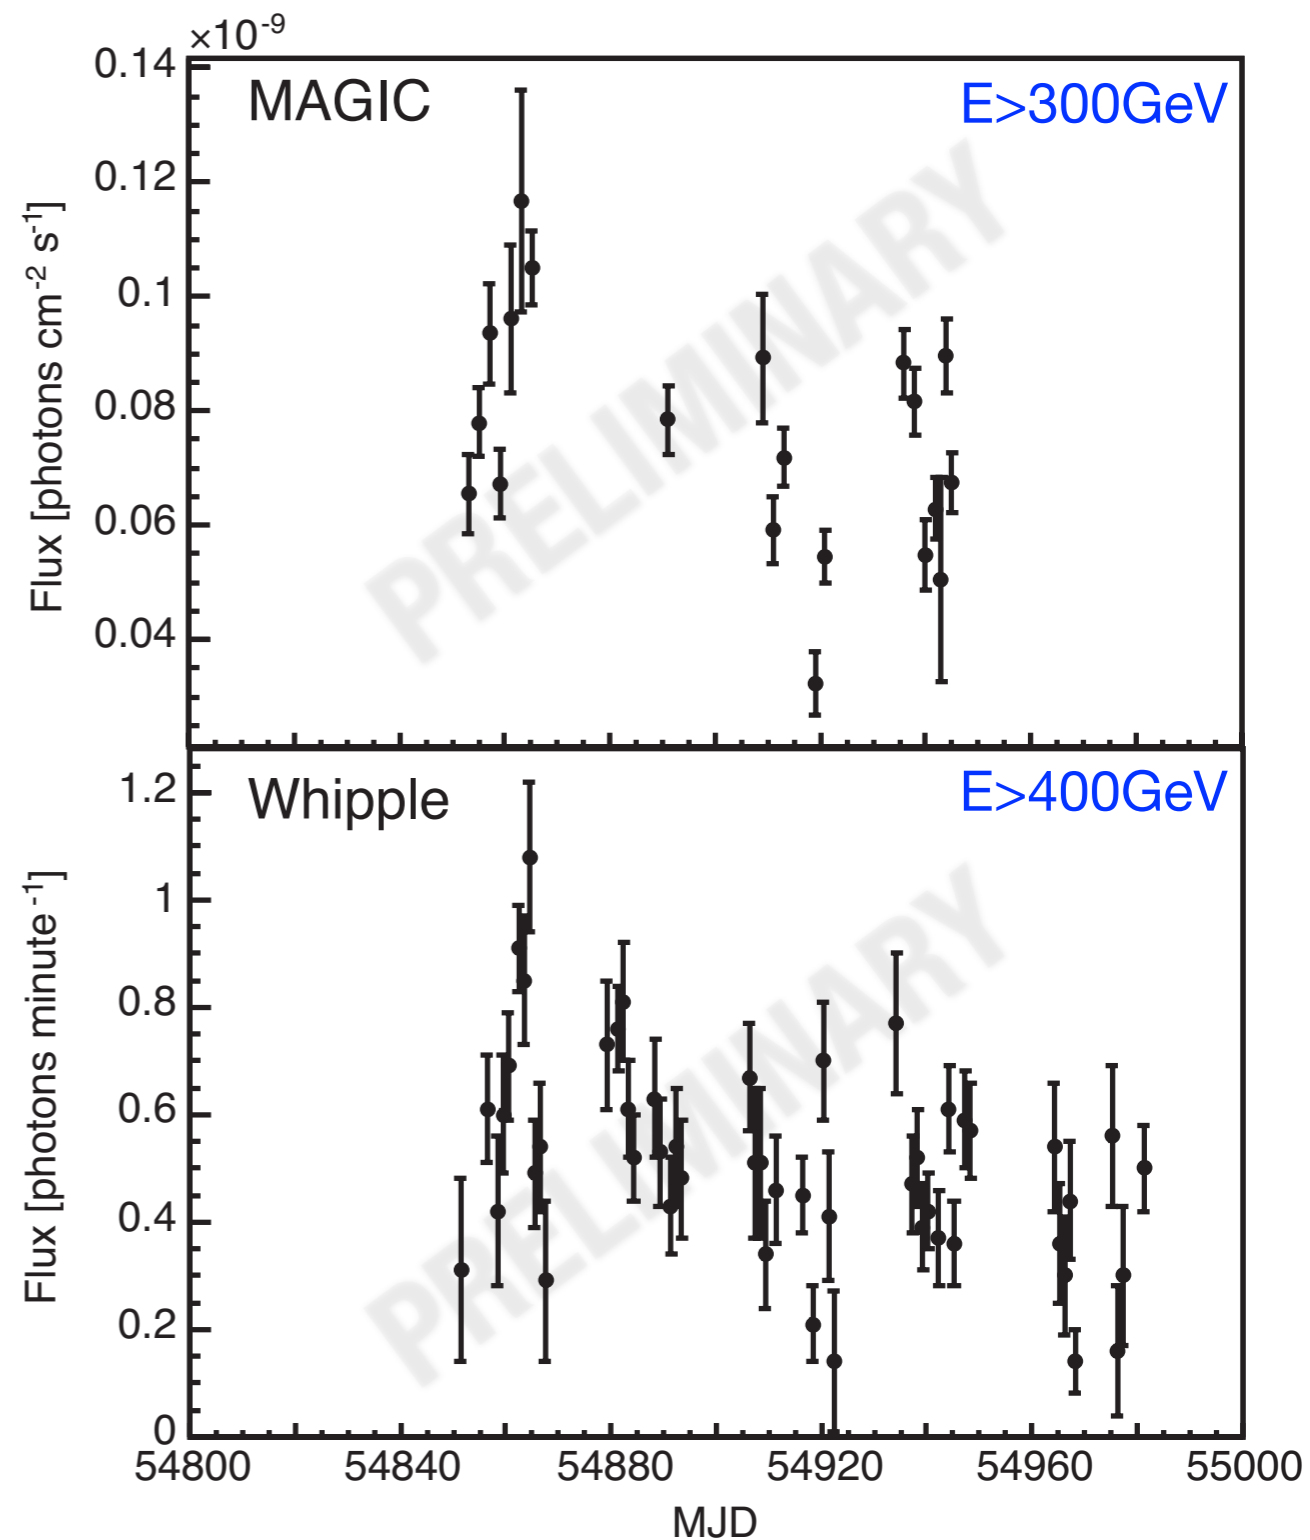 ×10⁻⁹
0.14
MAGIC
E>300GeV
0.12
0.1
0.08
0.06
0.04
Flux [photons cm⁻² s⁻¹]
PRELIMINARY
1.2
Whipple
E>400GeV
1
0.8
0.6
0.4
0.2
0
Flux [photons minute⁻¹]
PRELIMINARY
54800 54840 54880 54920 54960 55000
MJD